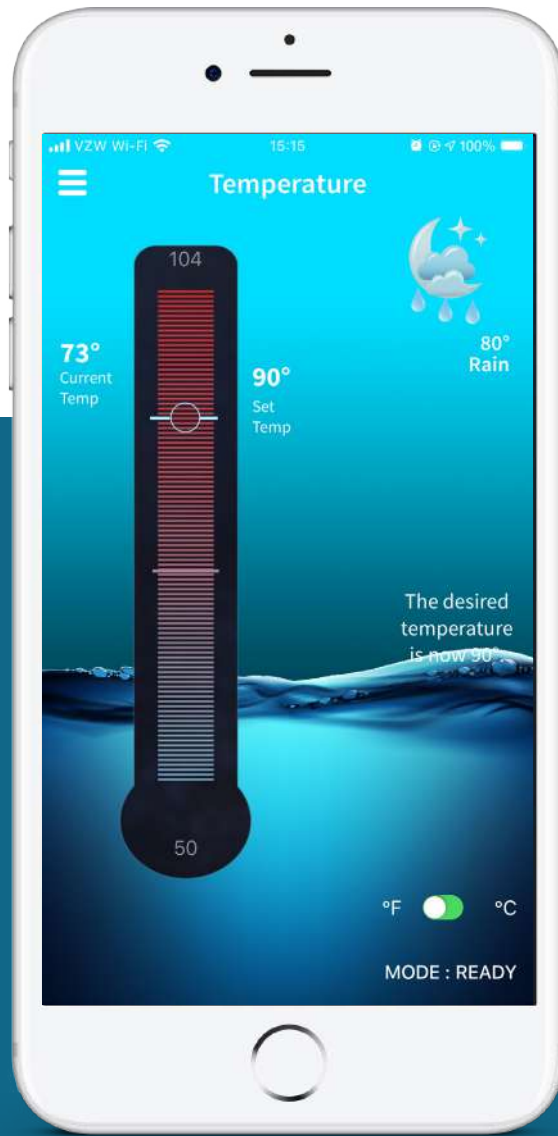 VZW Wi-Fi
15:15
100%
Temperature
104
73°
Current
Temp
90°
Set
Temp
80°
Rain
The desired
temperature
is now 90°.
50
°F
°C
MODE : READY